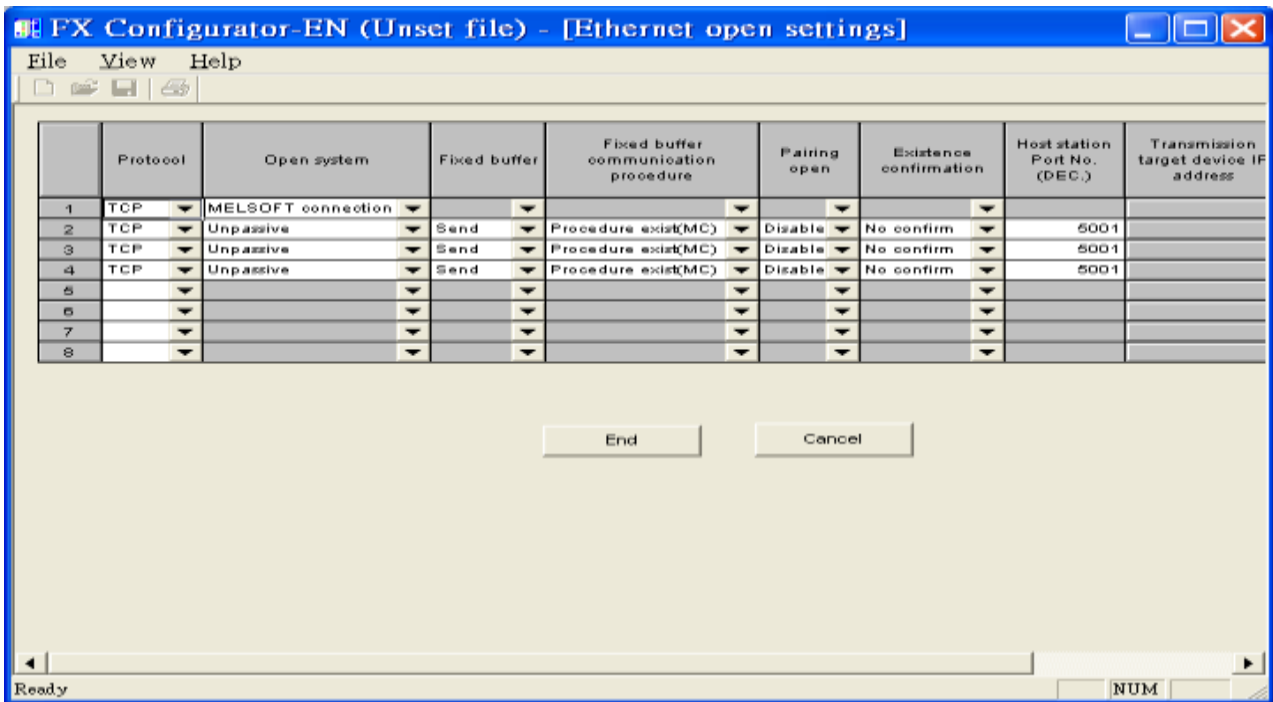 FX Configurator-EN (Unset file) - [Ethernet open settings]
File View Help
Protocol Open system Fixed buffer Fixed buffer communication procedure Pairing open Existence confirmation Host station Port No. (DEC.) Transmission target device IP address
1 TCP MELSOFT connection
2 TCP Unpassive Send Procedure exist(MC) Disable No confirm 5001
3 TCP Unpassive Send Procedure exist(MC) Disable No confirm 5001
4 TCP Unpassive Send Procedure exist(MC) Disable No confirm 5001
5
6
7
8
End Cancel
Ready NUM